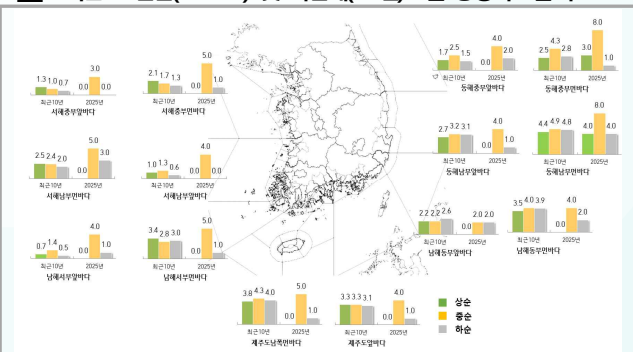 1.3 1.0 0.7 0.0 3.0 0.0
최근10년 2025년
서해중부앞바다
2.1 1.7 1.3 0.0 5.0 1.0
최근10년 2025년
서해중부먼바다
1.7 2.5 1.5 0.0 4.0 2.0
최근10년 2025년
동해중부앞바다
2.5 4.3 2.8 3.0 8.0 1.0
최근10년 2025년
동해중부먼바다
2.5 2.4 2.0 0.0 5.0 3.0
최근10년 2025년
서해남부먼바다
1.0 1.3 0.6 0.0 4.0 0.0
최근10년 2025년
서해남부앞바다
2.7 3.2 3.1 0.0 4.0 1.0
최근10년 2025년
동해남부앞바다
4.4 4.9 4.8 4.0 8.0 4.0
최근10년 2025년
동해남부먼바다
0.7 1.4 0.5 0.0 4.0 1.0
최근10년 2025년
남해서부앞바다
3.4 2.8 3.0 0.0 5.0 1.0
최근10년 2025년
남해서부먼바다
2.2 2.2 2.6 0.0 2.0 2.0
최근10년 2025년
남해동부앞바다
3.5 4.0 3.9 0.0 4.0 2.0
최근10년 2025년
남해동부먼바다
3.8 4.3 4.0 0.0 5.0 1.0
최근10년 2025년
제주도남쪽먼바다
3.3 3.3 3.1 0.0 4.0 1.0
최근10년 2025년
제주도앞바다
상순
중순
하순